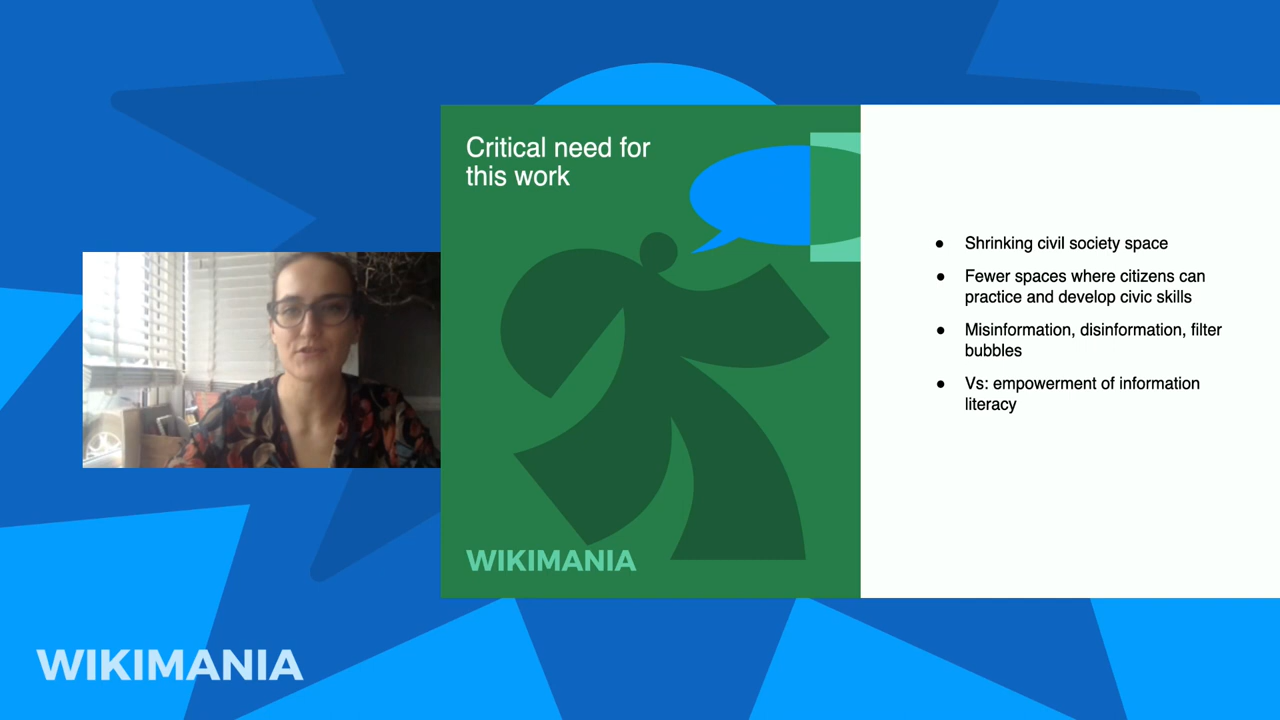 Critical need for
this work
WIKIMANIA
● Shrinking civil society space
● Fewer spaces where citizens can
practice and develop civic skills
● Misinformation, disinformation, filter
bubbles
● Vs: empowerment of information
literacy
WIKIMANIA